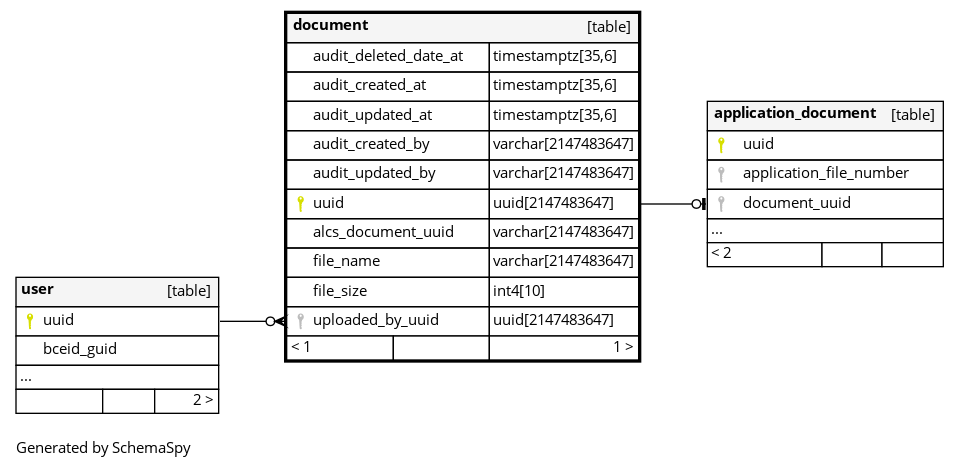 document [table]
audit_deleted_date_at timestamptz[35,6]
audit_created_at timestamptz[35,6]
audit_updated_at timestamptz[35,6]
audit_created_by varchar[2147483647]
audit_updated_by varchar[2147483647]
uuid uuid[2147483647]
alcs_document_uuid varchar[2147483647]
file_name varchar[2147483647]
file_size int4[10]
uploaded_by_uuid uuid[2147483647]
< 1 1 >
application_document [table]
uuid
application_file_number
document_uuid
...
< 2
user [table]
uuid
bceid_guid
...
2 >
Generated by SchemaSpy